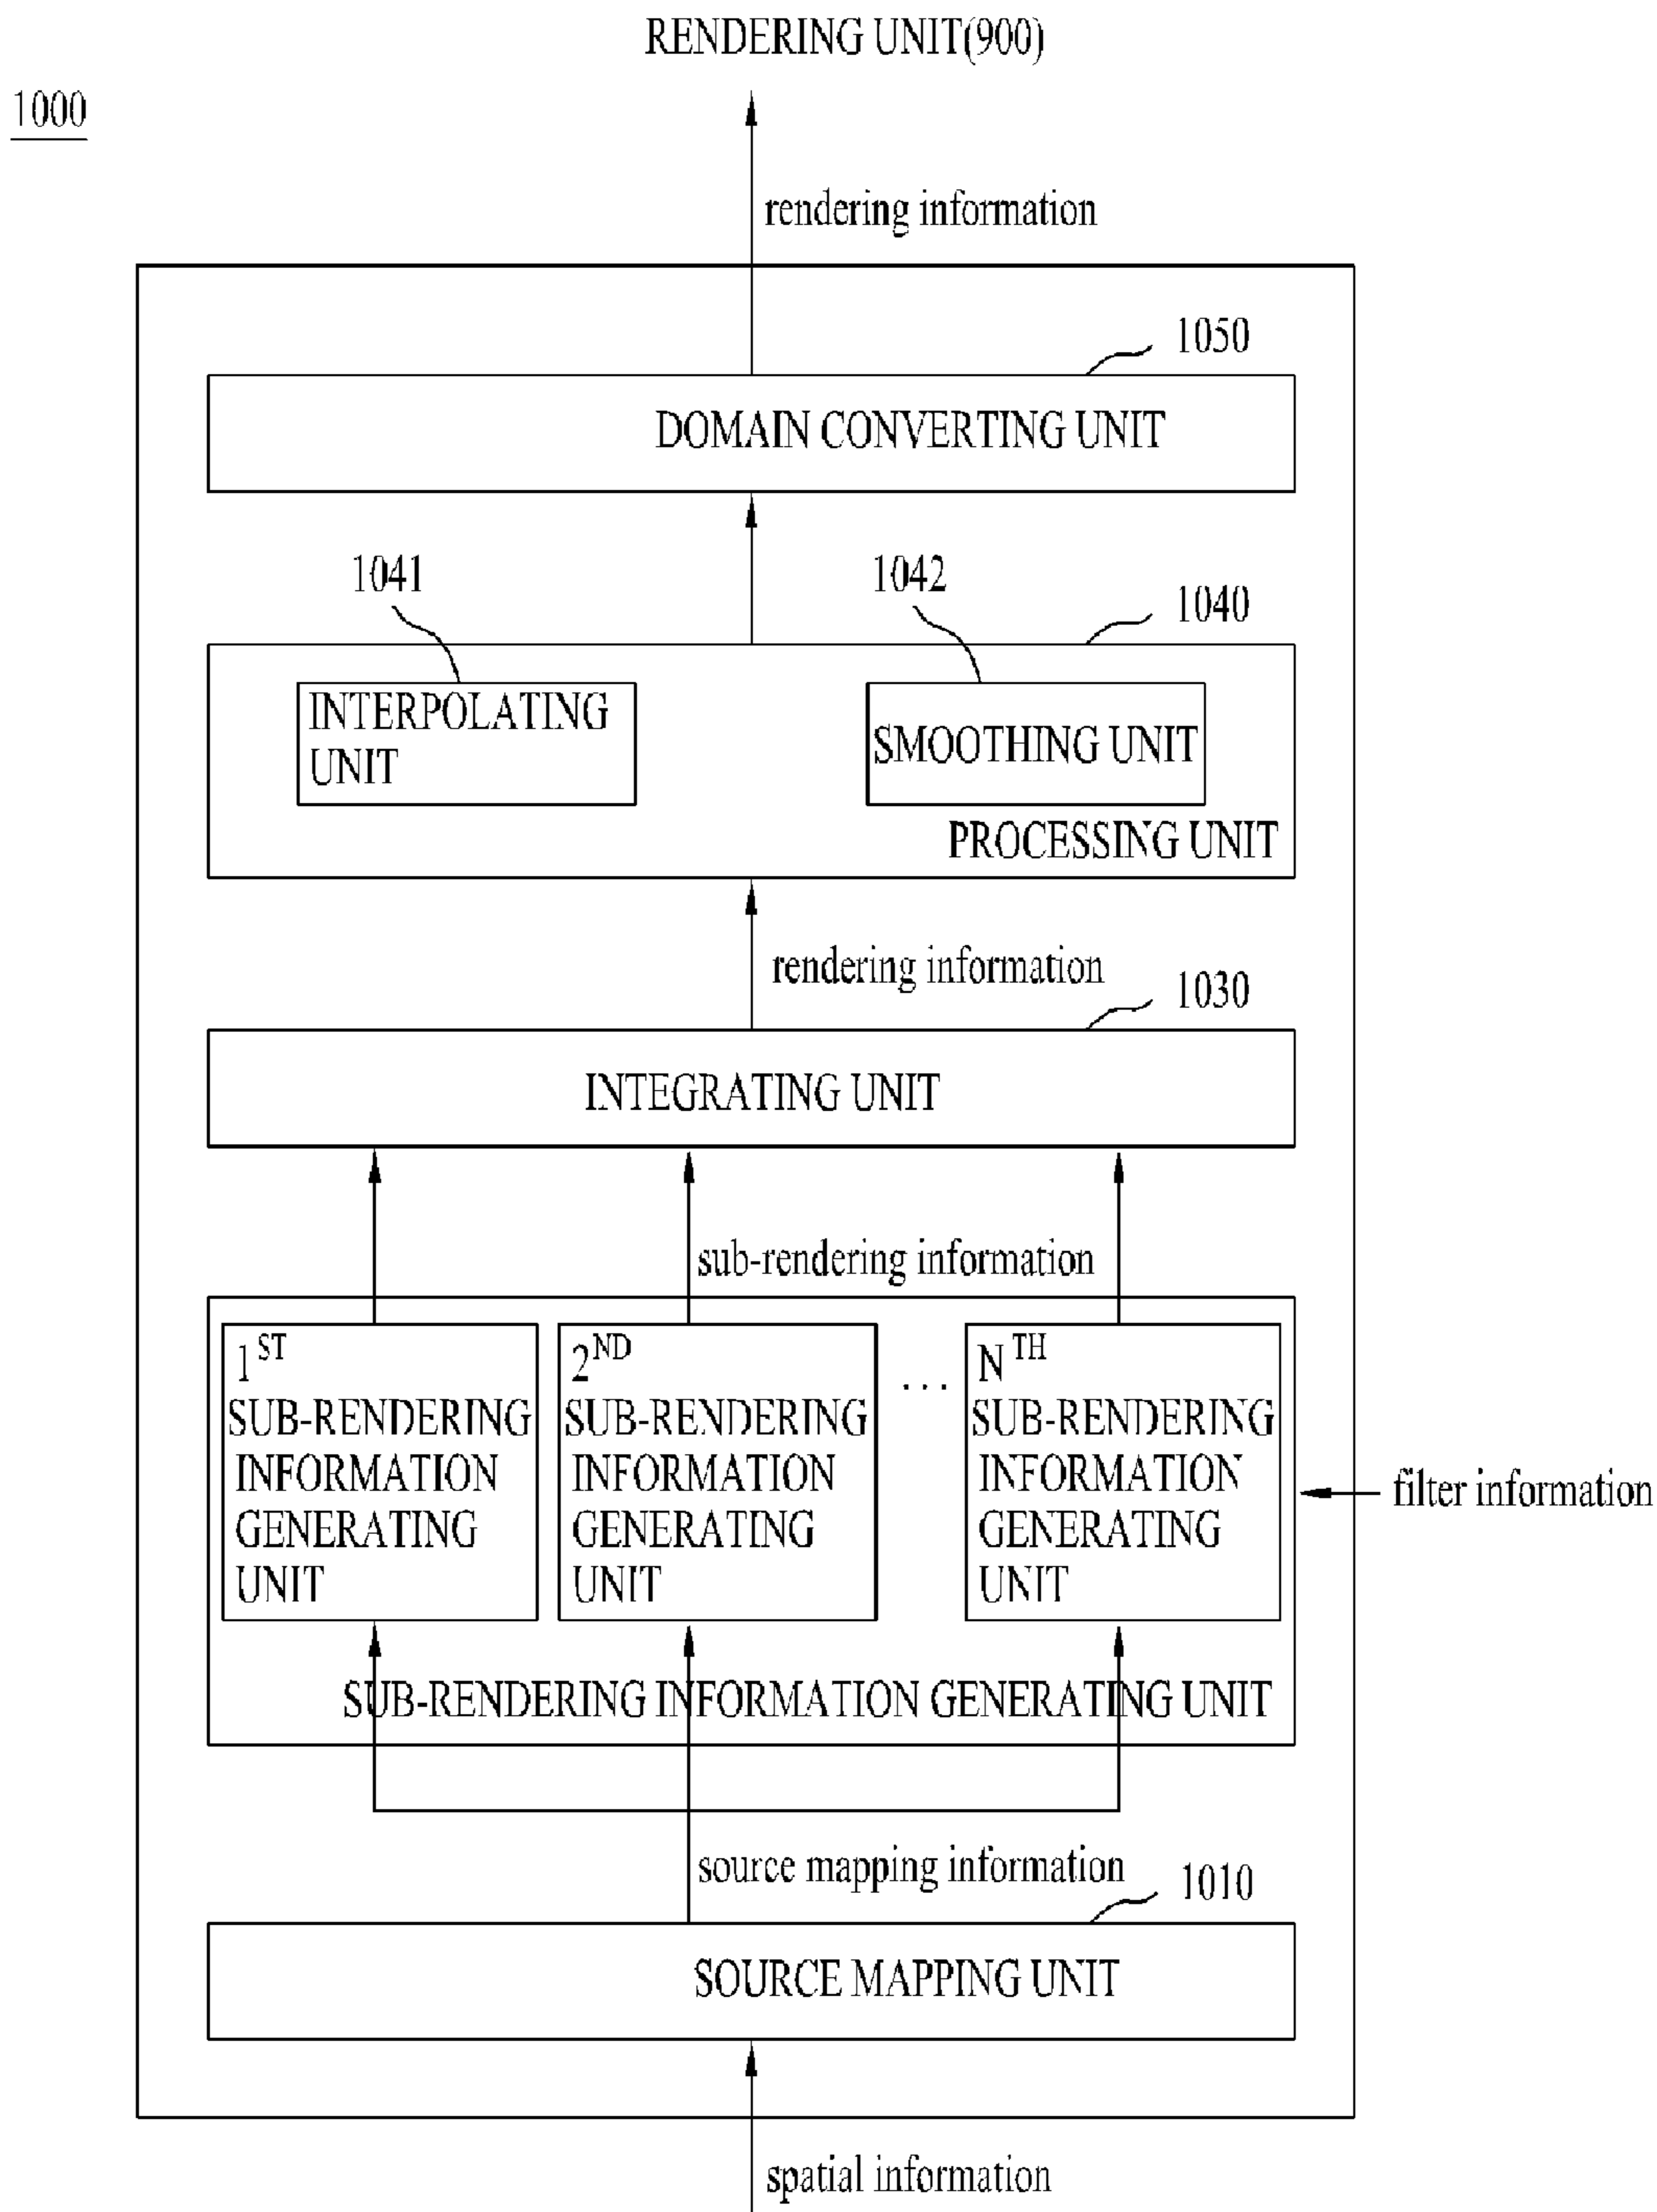 RENDERING UNIT(900)
1000
rendering information
1050
DOMAIN CONVERTING UNIT
1041
1042
1040
INTERPOLATING
UNIT
SMOOTHING UNIT
PROCESSING UNIT
rendering information
1030
INTEGRATING UNIT
sub-rendering information
1ST
SUB-RENDERING
INFORMATION
GENERATING
UNIT
2ND
SUB-RENDERING
INFORMATION
GENERATING
UNIT
...
NTH
SUB-RENDERING
INFORMATION
GENERATING
UNIT
filter information
SUB-RENDERING INFORMATION GENERATING UNIT
source mapping information
1010
SOURCE MAPPING UNIT
spatial information